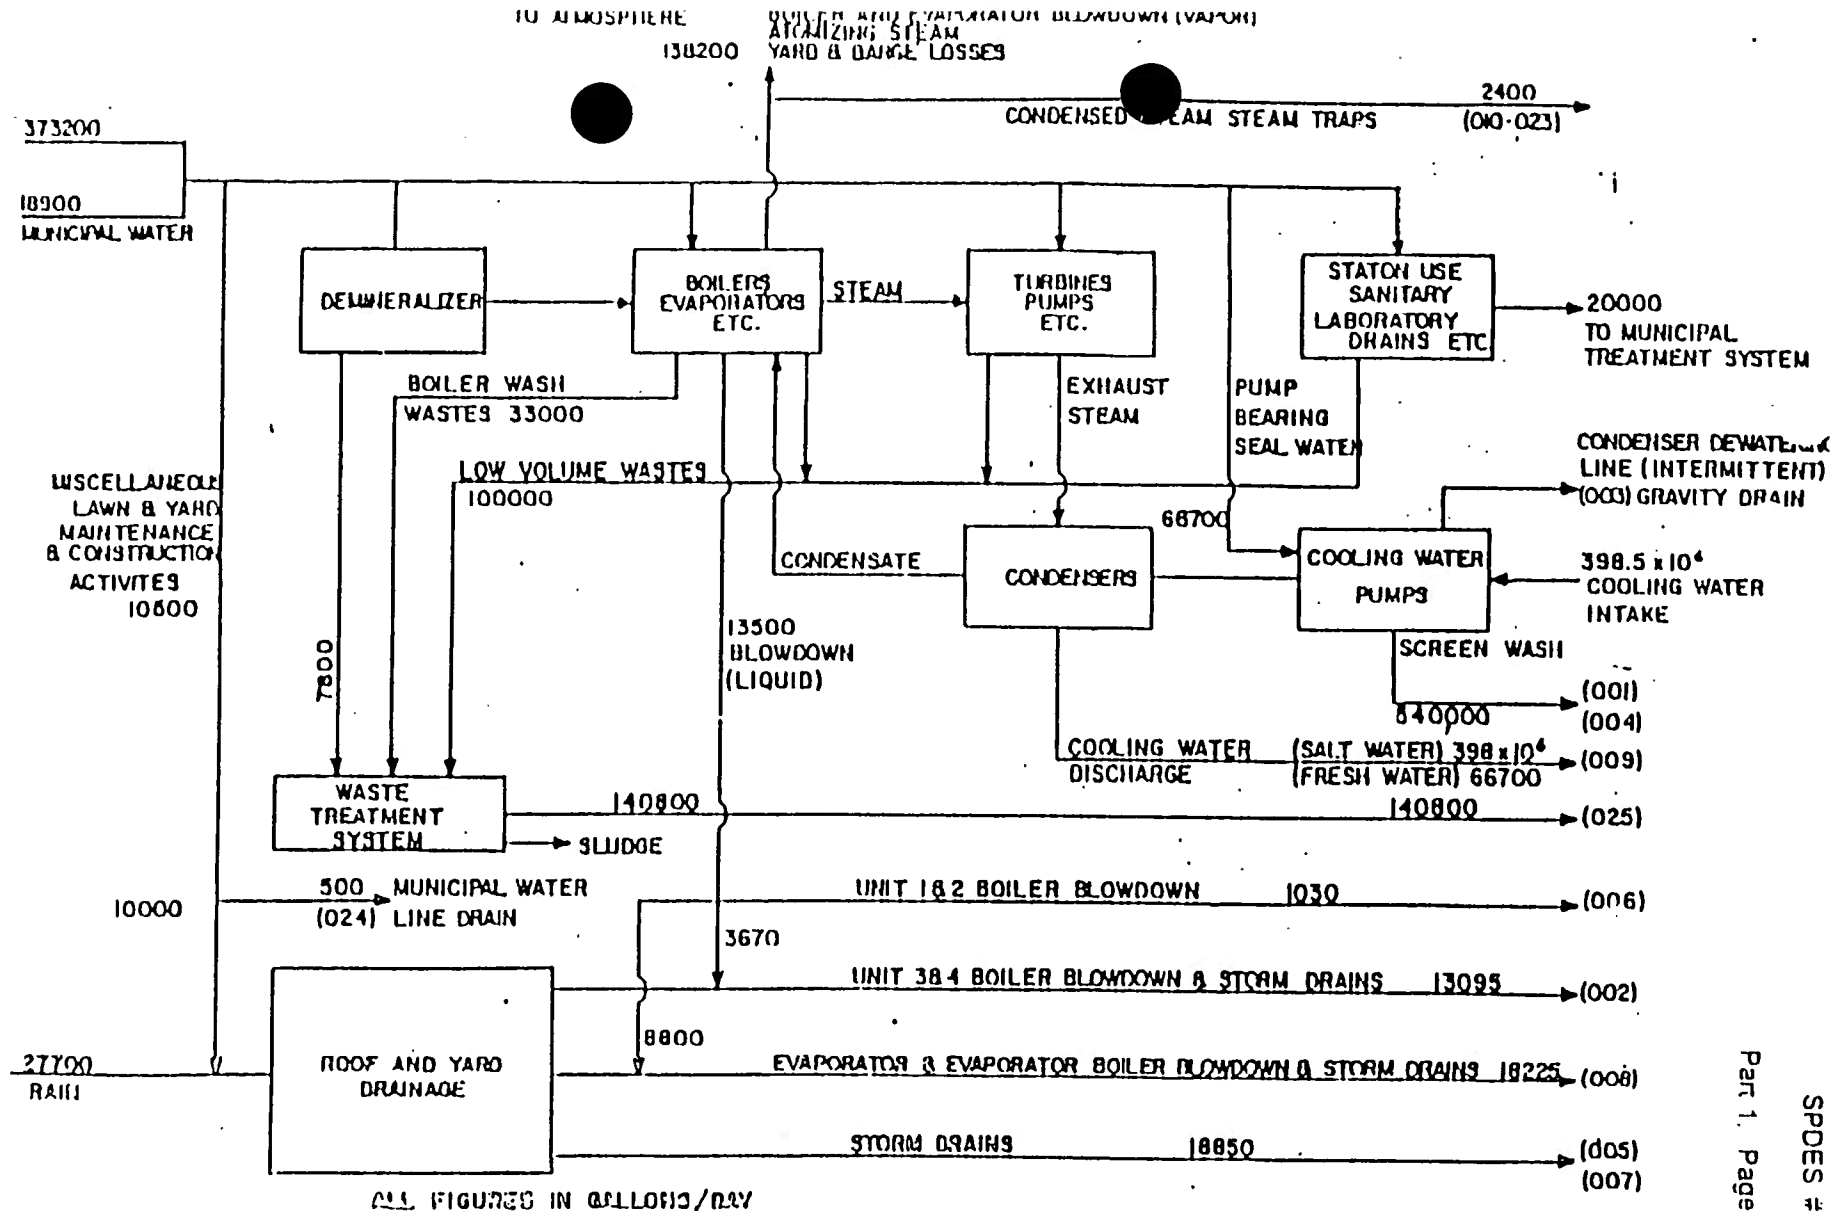 TO ATMOSPHERE
138200
BOILER AND EVAPORATOR BLOWDOWN (VAPOR)
ATOMIZING STEAM
YARD & BARGE LOSSES
2400
CONDENSED STEAM STEAM TRAPS
(010-023)
373200
18900
MUNICIPAL WATER
DEMINERALIZER
BOILERS
EVAPORATORS
ETC.
STEAM
TURBINES
PUMPS
ETC.
STATON USE
SANITARY
LABORATORY
DRAINS ETC
20000
TO MUNICIPAL
TREATMENT SYSTEM
BOILER WASH
WASTES 33000
EXHAUST
STEAM
PUMP
BEARING
SEAL WATER
LOW VOLUME WASTES
100000
CONDENSER
LINE (INTERMITTENT)
(003) GRAVITY DRAIN
MISCELLANEOUS
LAWN & YARD
MAINTENANCE
& CONSTRUCTION
ACTIVITES
10600
66700
CONDENSATE
CONDENSERS
COOLING WATER
PUMPS
398.5 x 10⁶
COOLING WATER
INTAKE
7800
13500
BLOWDOWN
(LIQUID)
SCREEN WASH
(001)
(004)
540000
COOLING WATER
DISCHARGE
(SALT WATER) 398 x 10⁶
(FRESH WATER) 66700
(009)
WASTE
TREATMENT
SYSTEM
140800
140800
(025)
SLUDGE
500
(024)
MUNICIPAL WATER
LINE DRAIN
10000
UNIT 1&2 BOILER BLOWDOWN 1030
(006)
3670
UNIT 3&4 BOILER BLOWDOWN & STORM DRAINS 13095
(002)
8800
27700
RAIN
ROOF AND YARD
DRAINAGE
EVAPORATOR & EVAPORATOR BOILER BLOWDOWN & STORM DRAINS 18225
(008)
STORM DRAINS 18850
(005)
(007)
ALL FIGURES IN GALLONS/DAY
SPDES #
Part 1, Page